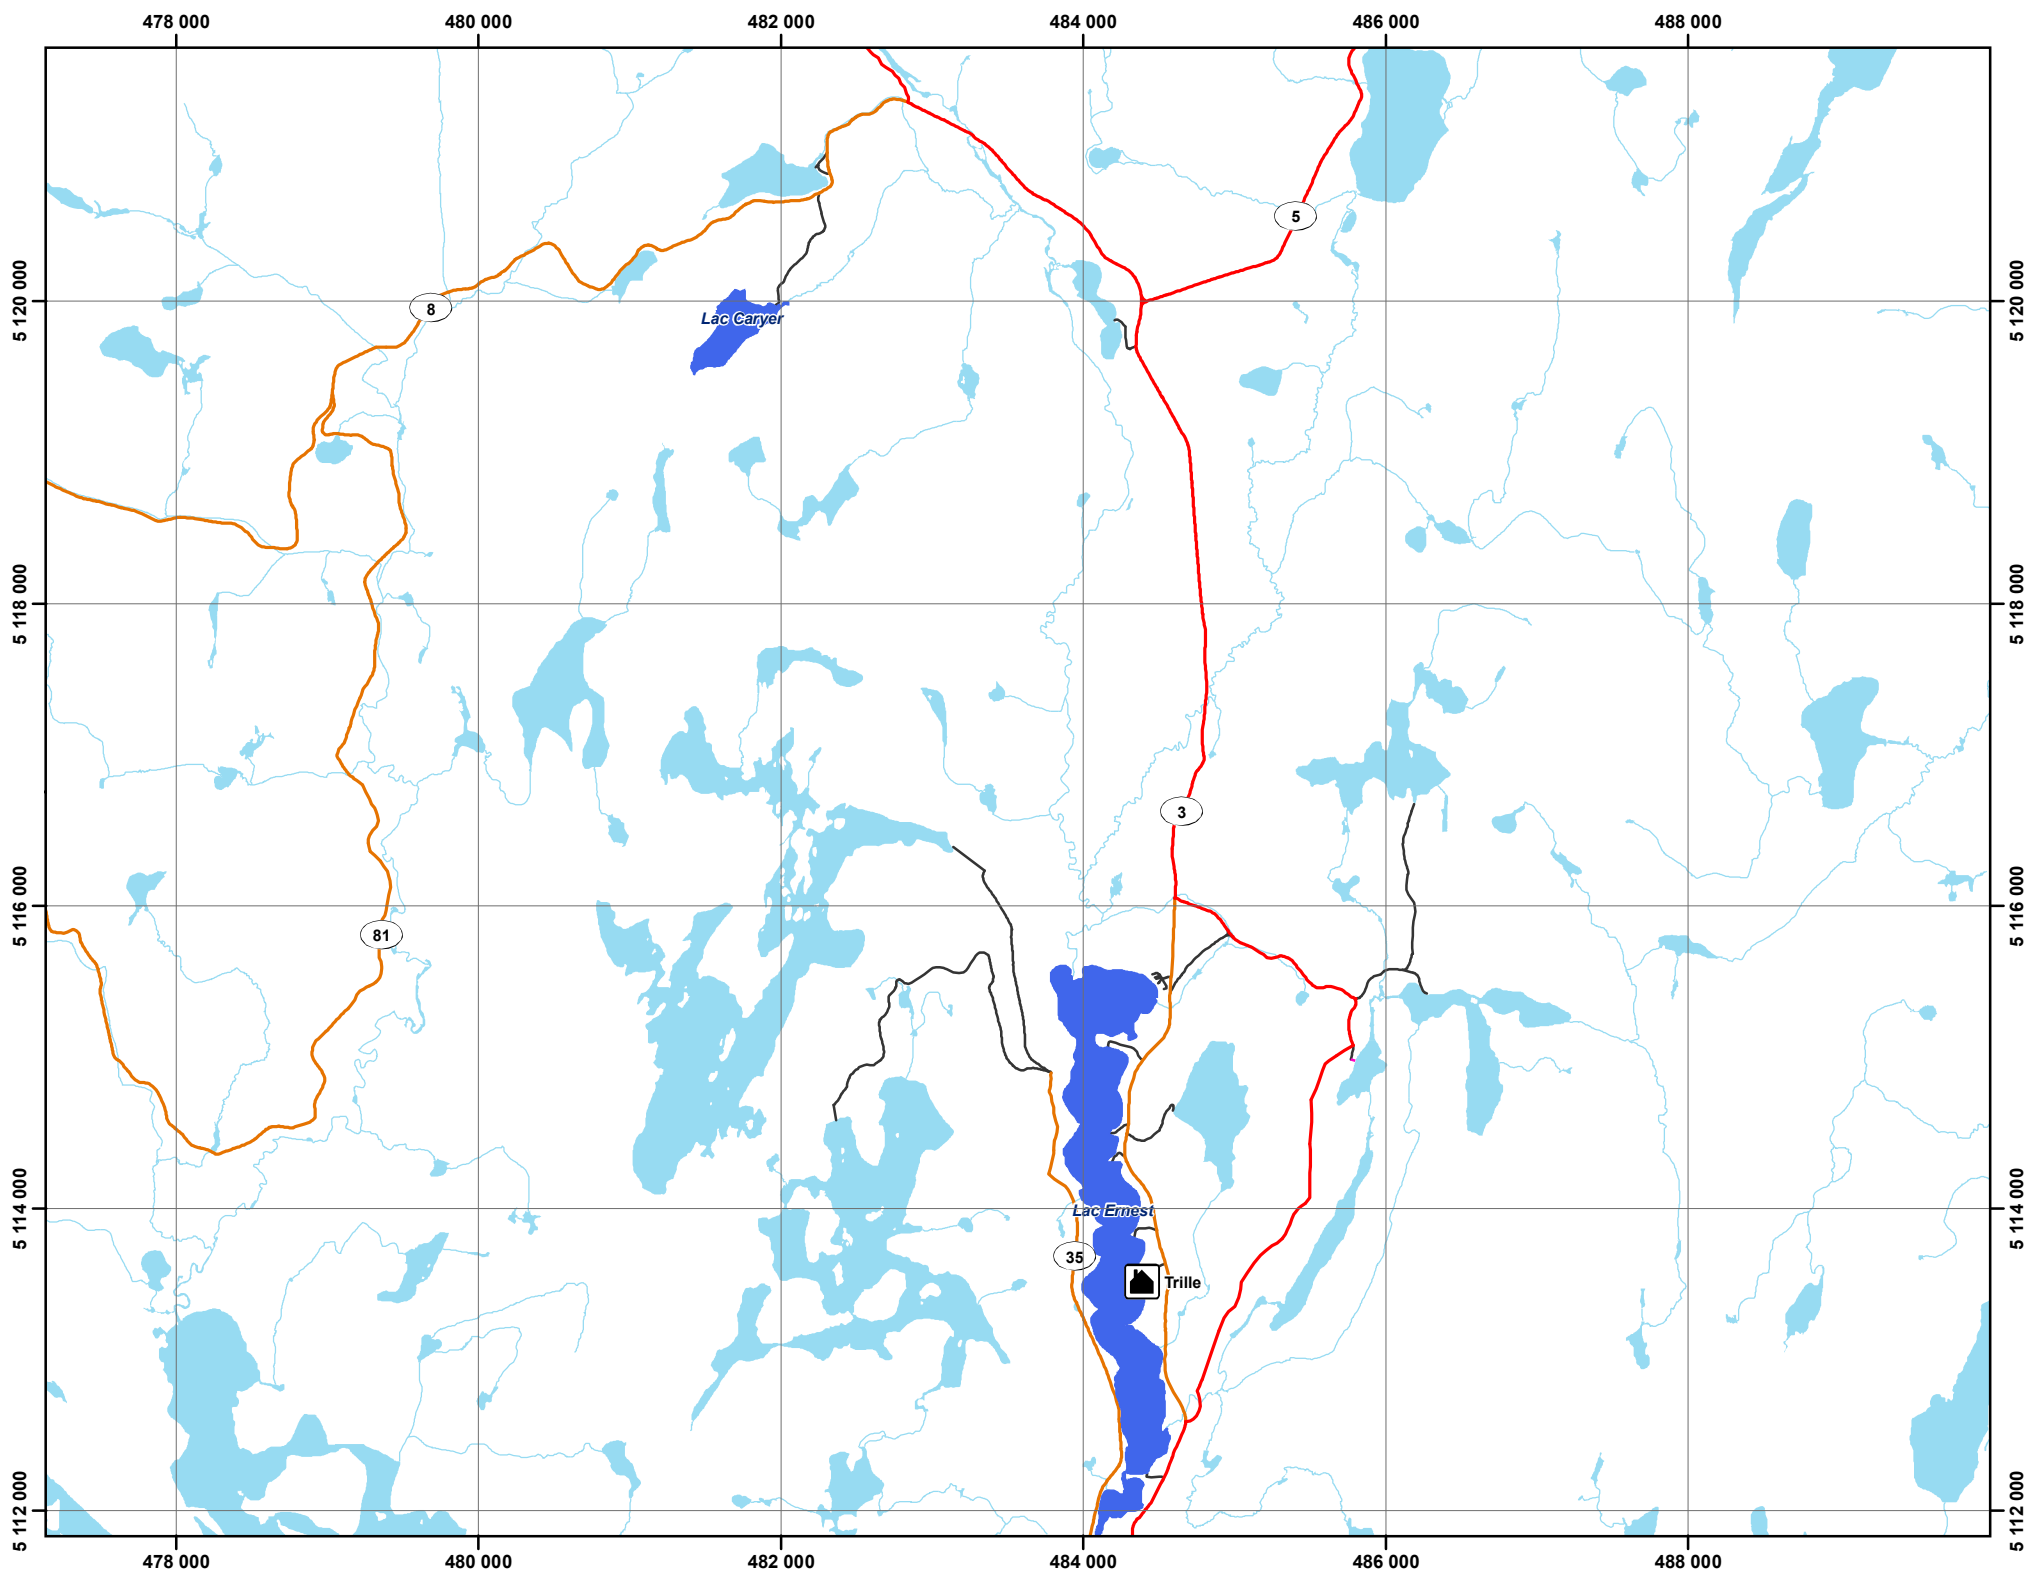 478 000 480 000 482 000 484 000 486 000 488 000
5
5 120 000 5 120 000
8
Lac Caryer
5 118 000 5 118 000
3
5 116 000 5 116 000
81
5 114 000 5 114 000
Lac Ernest
35
Trille
5 112 000 5 112 000
478 000 480 000 482 000 484 000 486 000 488 000